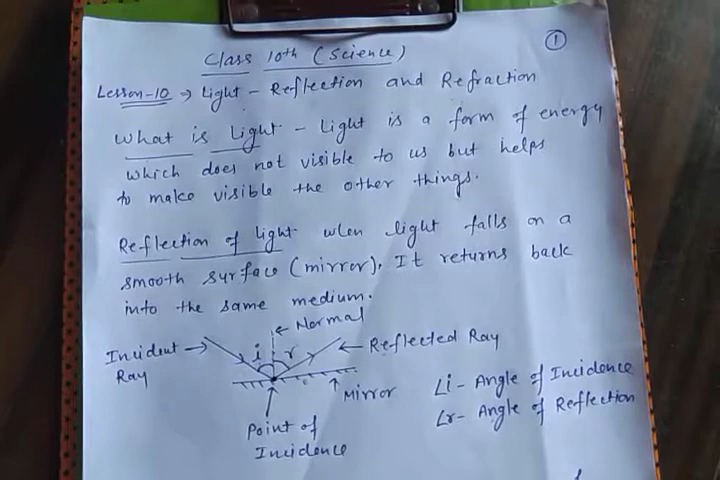 Class 10th (Science)
1
Lesson-10 → Light - Reflection and Refraction
What is Light - Light is a form of energy
which does not visible to us but helps
to make visible the other things.
Reflection of Light- when light falls on a
smooth surface (mirror). It returns back
into the same medium.
← Normal
Incident →
Ray
i
r
← Reflected Ray
Mirror
Point of
Incidence
∠i - Angle of Incidence
∠r - Angle of Reflection